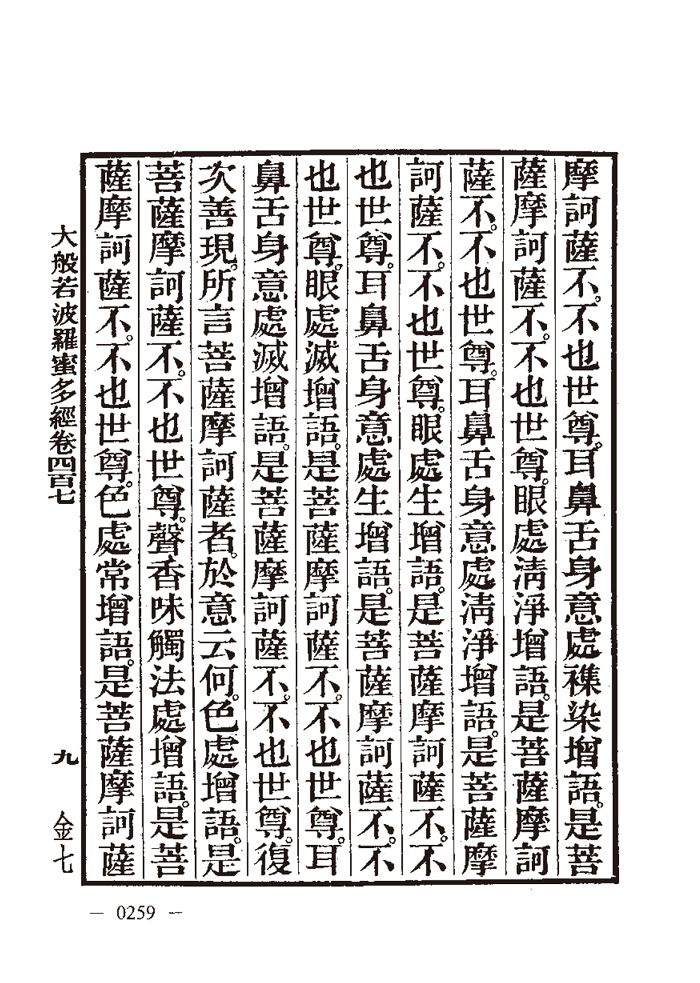 摩訶薩不。不也世尊。耳鼻舌身意處襍染增語。是菩
薩摩訶薩不。不也世尊。眼處淸淨增語。是菩薩摩訶
薩不。不也世尊。耳鼻舌身意處淸淨增語。是菩薩摩
訶薩不。不也世尊。眼處生增語。是菩薩摩訶薩不。不
也世尊。耳鼻舌身意處生增語。是菩薩摩訶薩不。不
也世尊。眼處滅增語。是菩薩摩訶薩不。不也世尊。耳
鼻舌身意處滅增語。是菩薩摩訶薩不。不也世尊。復
次善現。所言菩薩摩訶薩者。於意云何。色處增語。是
菩薩摩訶薩不。不也世尊。聲香味觸法處增語。是菩
薩摩訶薩不。不也世尊。色處常增語。是菩薩摩訶薩
大般若波羅蜜多經卷四百七 九 金七
— 0259 —